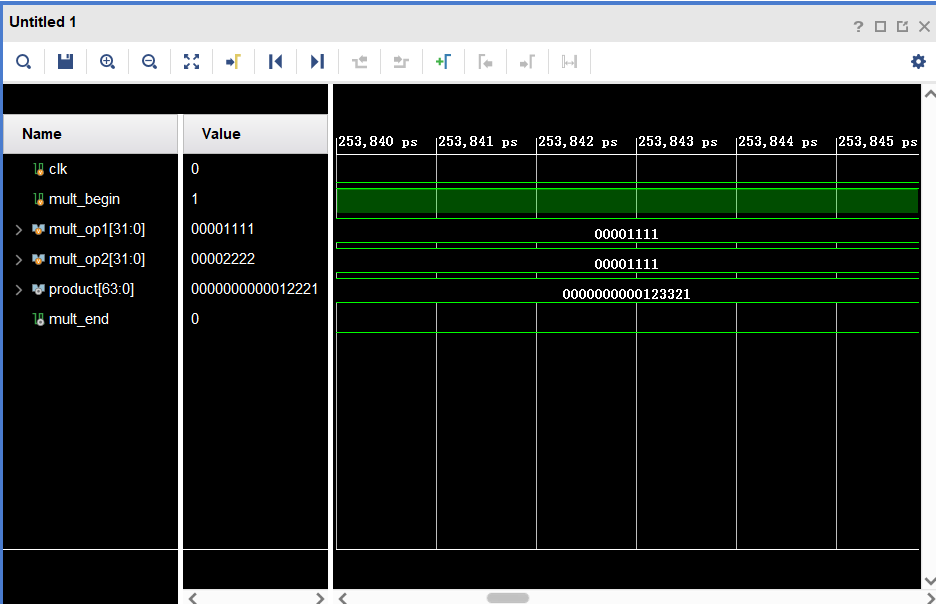 Untitled 1
?
Name Value
253,840 ps 253,841 ps 253,842 ps 253,843 ps 253,844 ps 253,845 ps
clk 0
mult_begin 1
mult_op1[31:0] 00001111 00001111
mult_op2[31:0] 00002222 00001111
product[63:0] 0000000000012221 0000000000123321
mult_end 0